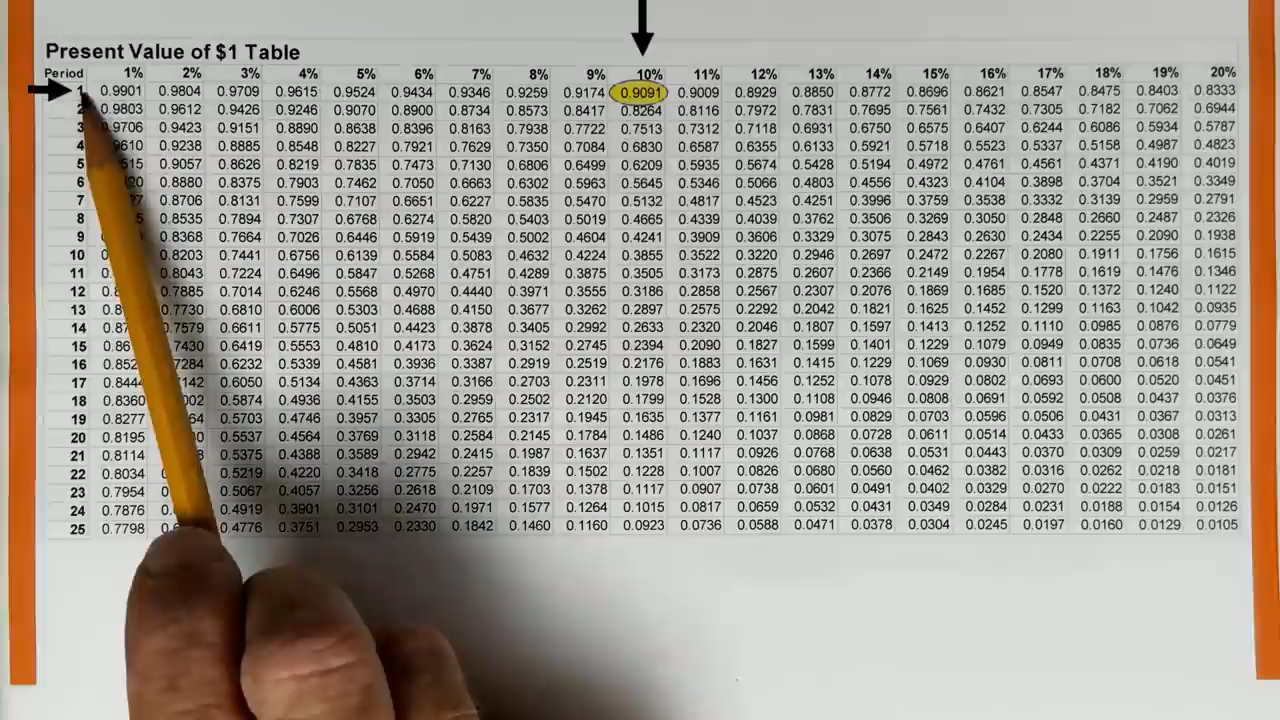 Present Value of $1 Table
Period 1% 2% 3% 4% 5% 6% 7% 8% 9% 10% 11% 12% 13% 14% 15% 16% 17% 18% 19% 20%
1 0.9901 0.9804 0.9709 0.9615 0.9524 0.9434 0.9346 0.9259 0.9174 0.9091 0.9009 0.8929 0.8850 0.8772 0.8696 0.8621 0.8547 0.8475 0.8403 0.8333
2 0.9803 0.9612 0.9426 0.9246 0.9070 0.8900 0.8734 0.8573 0.8417 0.8264 0.8116 0.7972 0.7831 0.7695 0.7561 0.7432 0.7305 0.7182 0.7062 0.6944
3 0.9706 0.9423 0.9151 0.8890 0.8638 0.8396 0.8163 0.7938 0.7722 0.7513 0.7312 0.7118 0.6931 0.6750 0.6575 0.6407 0.6244 0.6086 0.5934 0.5787
4 0.9238 0.8885 0.8548 0.8227 0.7921 0.7629 0.7350 0.7084 0.6830 0.6587 0.6355 0.6133 0.5921 0.5718 0.5523 0.5337 0.5158 0.4987 0.4823
5 0.9057 0.8626 0.8219 0.7835 0.7473 0.7130 0.6806 0.6499 0.6209 0.5935 0.5674 0.5428 0.5194 0.4972 0.4761 0.4561 0.4371 0.4190 0.4019
6 0.8880 0.8375 0.7903 0.7462 0.7050 0.6663 0.6302 0.5963 0.5645 0.5346 0.5066 0.4803 0.4556 0.4323 0.4104 0.3898 0.3704 0.3521 0.3349
7 0.8706 0.8131 0.7599 0.7107 0.6651 0.6227 0.5835 0.5470 0.5132 0.4817 0.4523 0.4251 0.3996 0.3759 0.3538 0.3332 0.3139 0.2959 0.2791
8 0.8535 0.7894 0.7307 0.6768 0.6274 0.5820 0.5403 0.5019 0.4665 0.4339 0.4039 0.3762 0.3506 0.3269 0.3050 0.2848 0.2660 0.2487 0.2326
9 0.8368 0.7664 0.7026 0.6446 0.5919 0.5439 0.5002 0.4604 0.4241 0.3909 0.3606 0.3329 0.3075 0.2843 0.2630 0.2434 0.2255 0.2090 0.1938
10 0.8203 0.7441 0.6756 0.6139 0.5584 0.5083 0.4632 0.4224 0.3855 0.3522 0.3220 0.2946 0.2697 0.2472 0.2267 0.2080 0.1911 0.1756 0.1615
11 0.8043 0.7224 0.6496 0.5847 0.5268 0.4751 0.4289 0.3875 0.3505 0.3173 0.2875 0.2607 0.2366 0.2149 0.1954 0.1778 0.1619 0.1476 0.1346
12 0.7885 0.7014 0.6246 0.5568 0.4970 0.4440 0.3971 0.3555 0.3186 0.2858 0.2567 0.2307 0.2076 0.1869 0.1685 0.1520 0.1372 0.1240 0.1122
13 0.7730 0.6810 0.6006 0.5303 0.4688 0.4150 0.3677 0.3262 0.2897 0.2575 0.2292 0.2042 0.1821 0.1625 0.1452 0.1299 0.1163 0.1042 0.0935
14 0.7579 0.6611 0.5775 0.5051 0.4423 0.3878 0.3405 0.2992 0.2633 0.2320 0.2046 0.1807 0.1597 0.1413 0.1252 0.1110 0.0985 0.0876 0.0779
15 0.6419 0.5553 0.4810 0.4173 0.3624 0.3152 0.2745 0.2394 0.2090 0.1827 0.1599 0.1401 0.1229 0.1079 0.0949 0.0835 0.0736 0.0649
16 0.6232 0.5339 0.4581 0.3936 0.3387 0.2919 0.2519 0.2176 0.1883 0.1631 0.1415 0.1229 0.1069 0.0930 0.0811 0.0708 0.0618 0.0541
17 0.8444 0.6050 0.5134 0.4363 0.3714 0.3166 0.2703 0.2311 0.1978 0.1696 0.1456 0.1252 0.1078 0.0929 0.0802 0.0693 0.0600 0.0520 0.0451
18 0.8360 0.5874 0.4936 0.4155 0.3503 0.2959 0.2502 0.2120 0.1799 0.1528 0.1300 0.1108 0.0946 0.0808 0.0691 0.0592 0.0508 0.0437 0.0376
19 0.8277 0.5703 0.4746 0.3957 0.3305 0.2765 0.2317 0.1945 0.1635 0.1377 0.1161 0.0981 0.0829 0.0703 0.0596 0.0506 0.0431 0.0367 0.0313
20 0.8195 0.5537 0.4564 0.3769 0.3118 0.2584 0.2145 0.1784 0.1486 0.1240 0.1037 0.0868 0.0728 0.0611 0.0514 0.0433 0.0365 0.0308 0.0261
21 0.8114 0.5375 0.4388 0.3589 0.2942 0.2415 0.1987 0.1637 0.1351 0.1117 0.0926 0.0768 0.0638 0.0531 0.0443 0.0370 0.0309 0.0259 0.0217
22 0.8034 0.5219 0.4220 0.3418 0.2775 0.2257 0.1839 0.1502 0.1228 0.1007 0.0826 0.0680 0.0560 0.0462 0.0382 0.0316 0.0262 0.0218 0.0181
23 0.7954 0.5067 0.4057 0.3256 0.2618 0.2109 0.1703 0.1378 0.1117 0.0907 0.0738 0.0601 0.0491 0.0402 0.0329 0.0270 0.0222 0.0183 0.0151
24 0.7876 0.4919 0.3901 0.3101 0.2470 0.1971 0.1577 0.1264 0.1015 0.0817 0.0659 0.0532 0.0431 0.0349 0.0284 0.0231 0.0188 0.0154 0.0126
25 0.7798 0.4776 0.3751 0.2953 0.2330 0.1842 0.1460 0.1160 0.0923 0.0736 0.0588 0.0471 0.0378 0.0304 0.0245 0.0197 0.0160 0.0129 0.0105